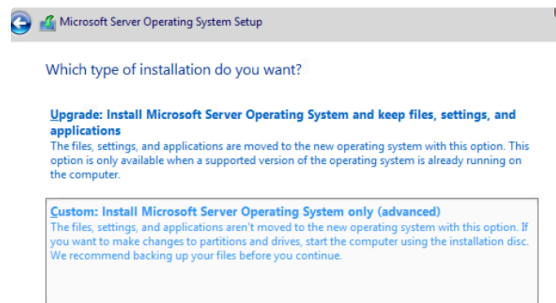 Microsoft Server Operating System Setup
Which type of installation do you want?
Upgrade: Install Microsoft Server Operating System and keep files, settings, and
applications
The files, settings, and applications are moved to the new operating system with this option. This
option is only available when a supported version of the operating system is already running on
the computer.
Custom: Install Microsoft Server Operating System only (advanced)
The files, settings, and applications aren't moved to the new operating system with this option. If
you want to make changes to partitions and drives, start the computer using the installation disc.
We recommend backing up your files before you continue.